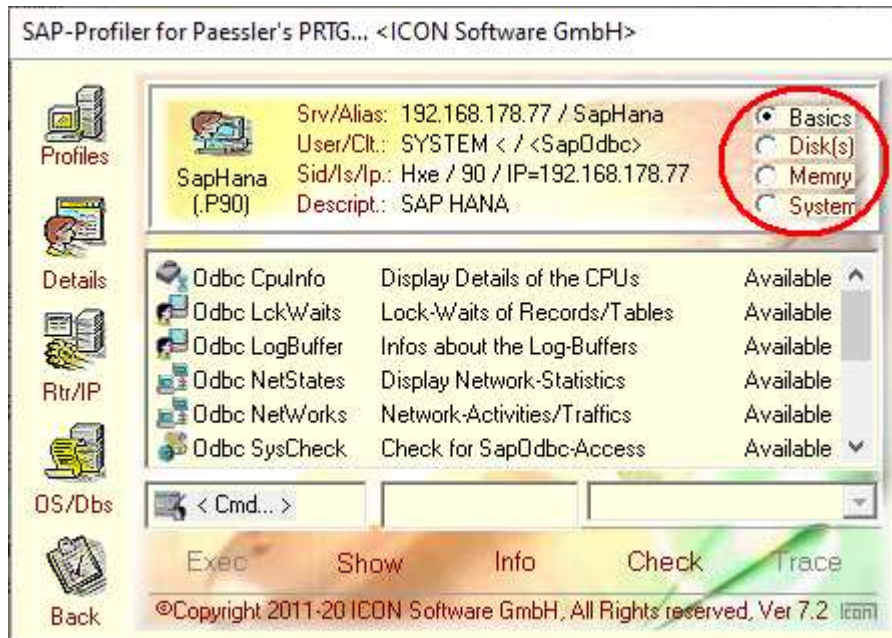 SAP-Profiler for Paessler's PRTG... <ICON Software GmbH>
Profiles
Details
Rtr/IP
OS/Dbs
Back
SapHana
(.P90)
Srv/Alias: 192.168.178.77 / SapHana
User/Clt.: SYSTEM < / <SapOdbc>
Sid/Is/Ip.: Hxe / 90 / IP=192.168.178.77
Descript.: SAP HANA
Basics
Disk(s)
Memry
System
Odbc CpuInfo Display Details of the CPUs Available
Odbc LckWaits Lock-Waits of Records/Tables Available
Odbc LogBuffer Infos about the Log-Buffers Available
Odbc NetStates Display Network-Statistics Available
Odbc NetWorks Network-Activities/Traffics Available
Odbc SysCheck Check for SapOdbc-Access Available
< Cmd... >
Exec Show Info Check Trace
©Copyright 2011-20 ICON Software GmbH, All Rights reserved, Ver 7.2 Icon